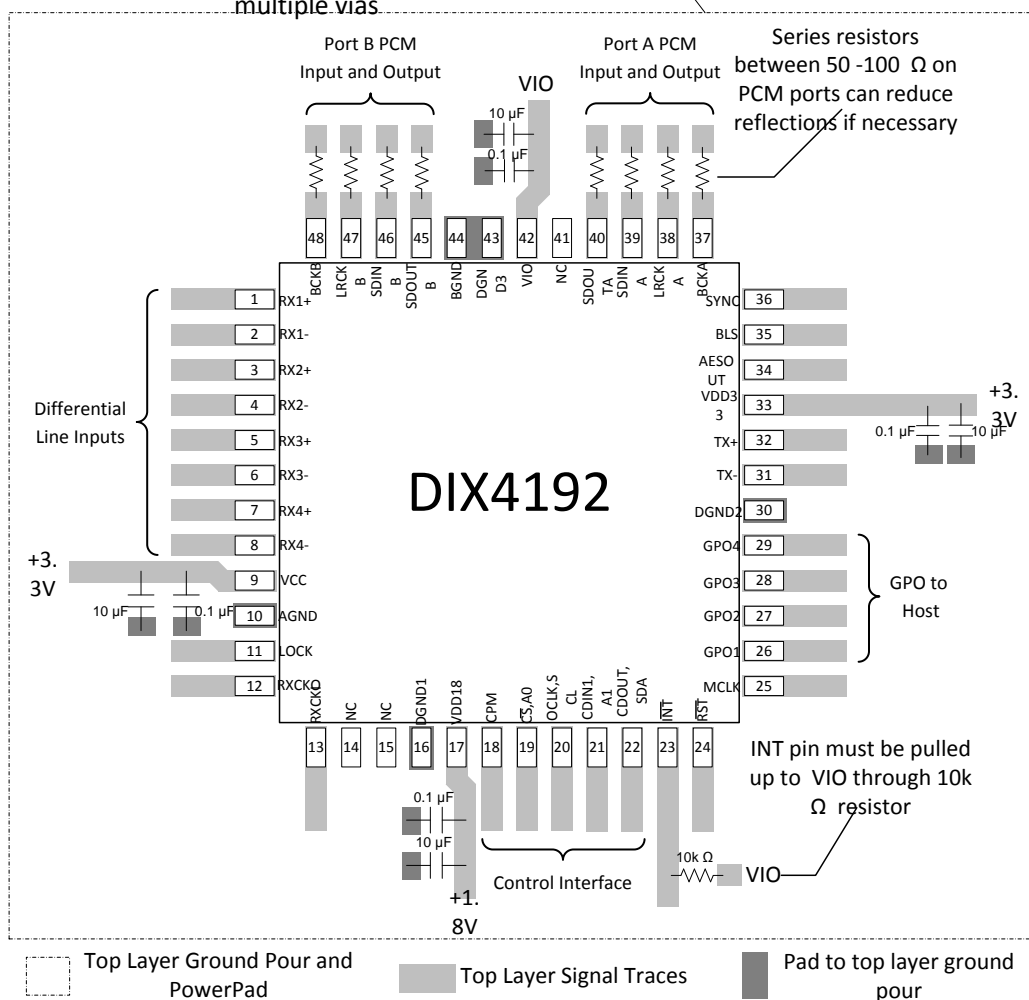 multiple vias
Port B PCM
Input and Output
Port A PCM
Input and Output
Series resistors
between 50 -100 Ω on
PCM ports can reduce
reflections if necessary
VIO
10 µF
0.1 µF
48
47
46
45
44
43
42
41
40
39
38
37
BCKB
LRCK
B
SDIN
B
SDOUT
B
BGND
DGN
D3
VIO
NC
SDOU
TA
SDIN
A
LRCK
A
BCKA
Differential
Line Inputs
1 RX1+
2 RX1-
3 RX2+
4 RX2-
5 RX3+
6 RX3-
7 RX4+
8 RX4-
9 VCC
10 AGND
11 LOCK
12 RXCKO
+3.
3V
10 µF
0.1 µF
DIX4192
SYNC 36
BLS 35
AESO
UT
34
VDD3
3
33
TX+ 32
TX- 31
DGND2 30
GPO4 29
GPO3 28
GPO2 27
GPO1 26
MCLK 25
+3.
3V
0.1 µF
10 µF
GPO to
Host
RXCKI
NC
NC
DGND1
VDD18
CPM
CS,A0
OCLK,S
CL
CDIN1,
A1
CDOUT,
SDA
INT
RST
13
14
15
16
17
18
19
20
21
22
23
24
0.1 µF
10 µF
+1.
8V
Control Interface
10k Ω
VIO
INT pin must be pulled
up to VIO through 10k
Ω resistor
Top Layer Ground Pour and
PowerPad
Top Layer Signal Traces
Pad to top layer ground
pour